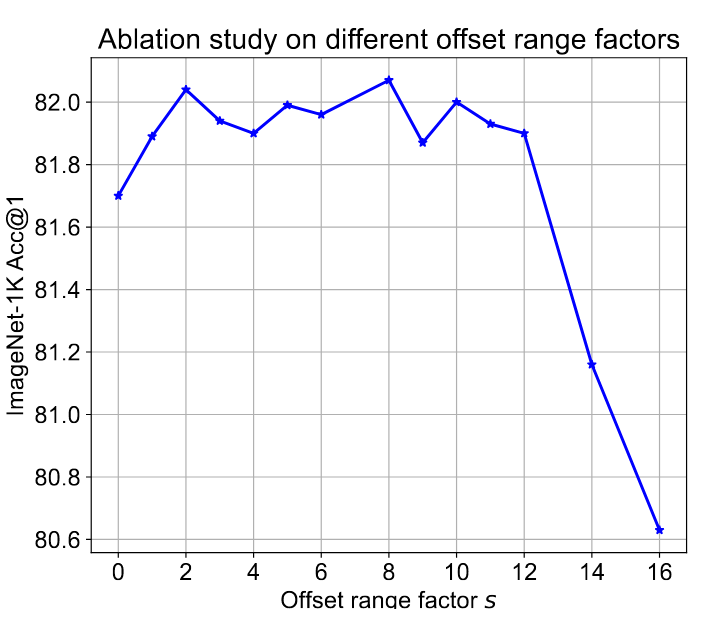 Ablation study on different offset range factors
ImageNet-1K Acc@1
82.0
81.8
81.6
81.4
81.2
81.0
80.8
80.6
0 2 4 6 8 10 12 14 16
Offset range factor s